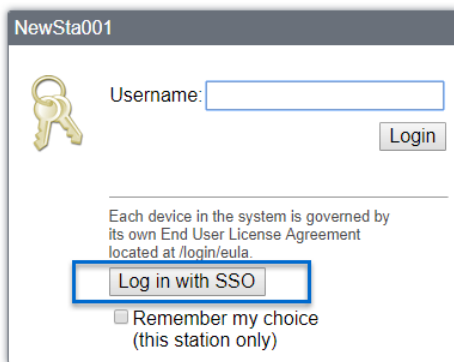 NewSta001
Username:
Login
Each device in the system is governed by
its own End User License Agreement
located at /login/eula.
Log in with SSO
Remember my choice
(this station only)